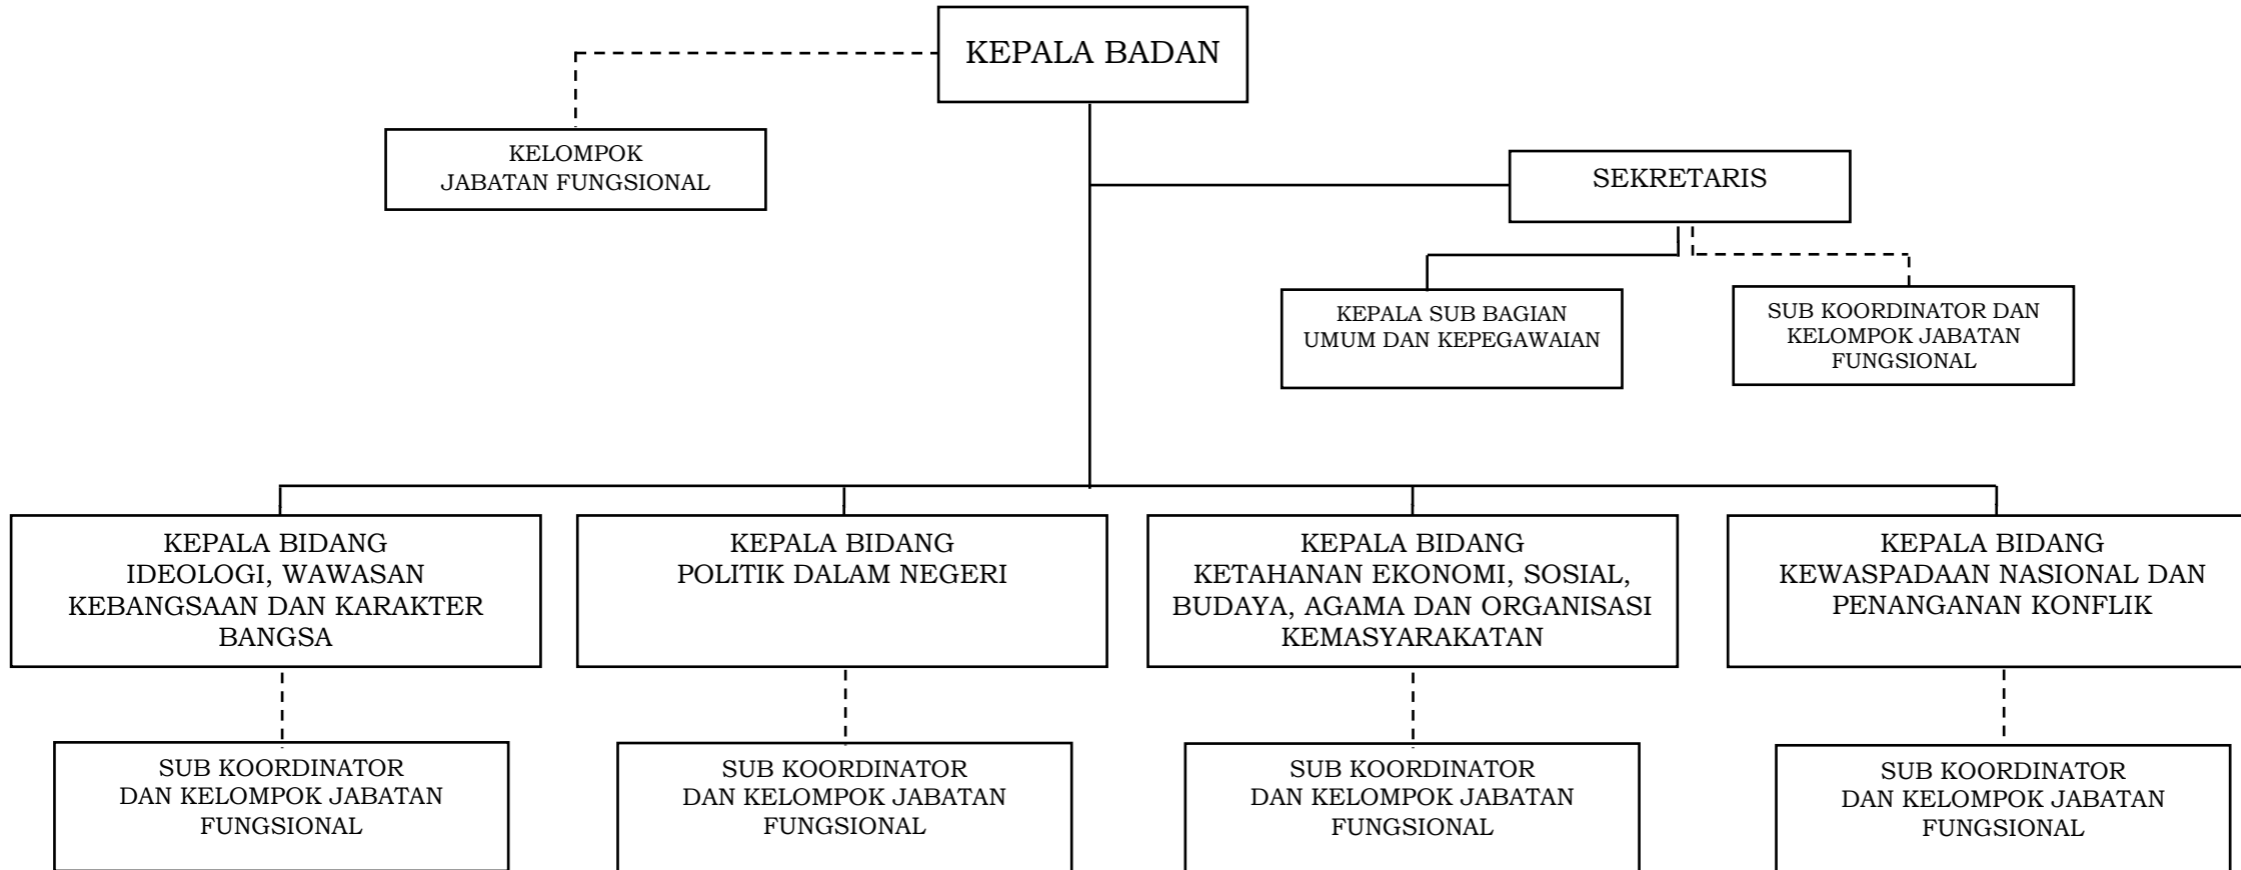 KEPALA BADAN
KELOMPOK
JABATAN FUNGSIONAL
SEKRETARIS
KEPALA SUB BAGIAN
UMUM DAN KEPEGAWAIAN
SUB KOORDINATOR DAN
KELOMPOK JABATAN
FUNGSIONAL
KEPALA BIDANG
IDEOLOGI, WAWASAN
KEBANGSAAN DAN KARAKTER
BANGSA
KEPALA BIDANG
POLITIK DALAM NEGERI
KEPALA BIDANG
KETAHANAN EKONOMI, SOSIAL,
BUDAYA, AGAMA DAN ORGANISASI
KEMASYARAKATAN
KEPALA BIDANG
KEWASPADAAN NASIONAL DAN
PENANGANAN KONFLIK
SUB KOORDINATOR
DAN KELOMPOK JABATAN
FUNGSIONAL
SUB KOORDINATOR
DAN KELOMPOK JABATAN
FUNGSIONAL
SUB KOORDINATOR
DAN KELOMPOK JABATAN
FUNGSIONAL
SUB KOORDINATOR
DAN KELOMPOK JABATAN
FUNGSIONAL